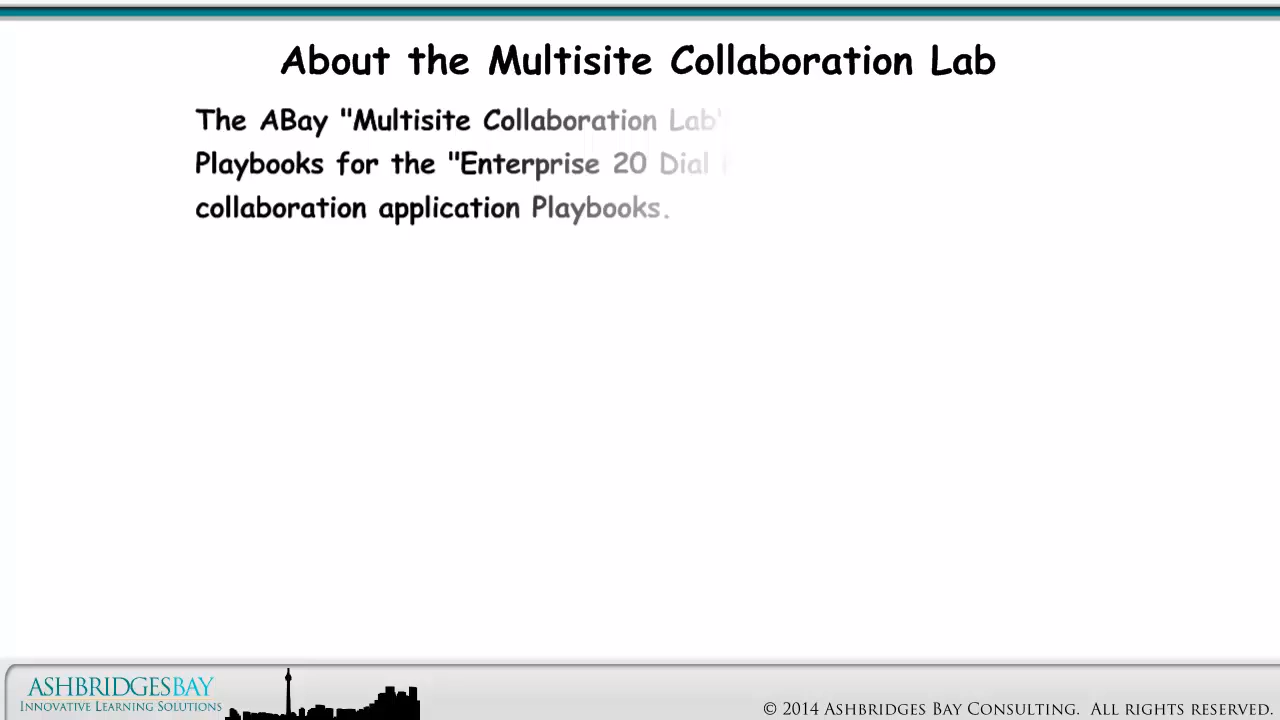 About the Multisite Collaboration Lab
The ABay "Multisite Collaboration Lab"
Playbooks for the "Enterprise 20 Dial
collaboration application Playbooks.
ASHBRIDGESBAY
INNOVATIVE LEARNING SOLUTIONS
© 2014 ASHBRIDGES BAY CONSULTING. ALL RIGHTS RESERVED.